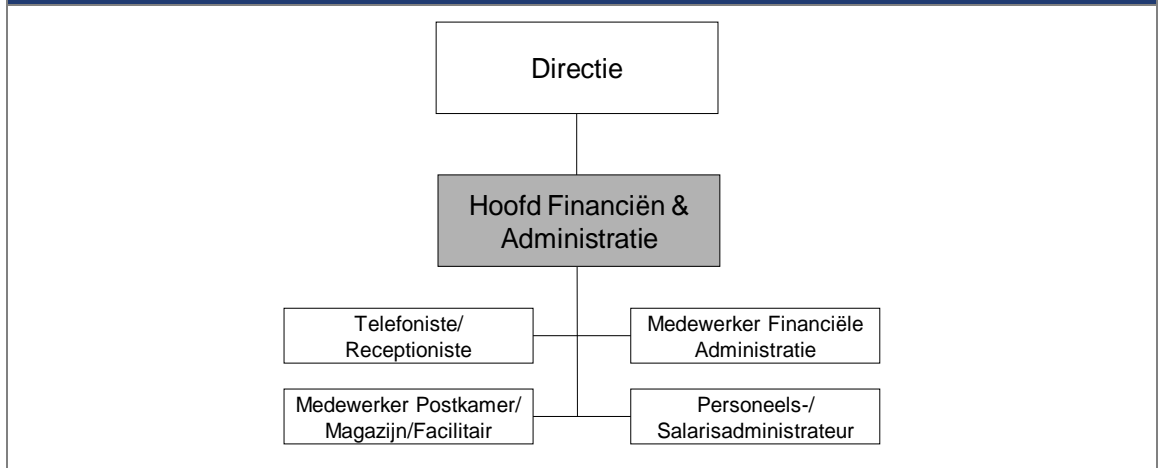 Directie
Hoofd Financiën &
Administratie
Telefoniste/
Receptioniste
Medewerker Financiële
Administratie
Medewerker Postkamer/
Magazijn/Facilitair
Personeels-/
Salarisadministrateur